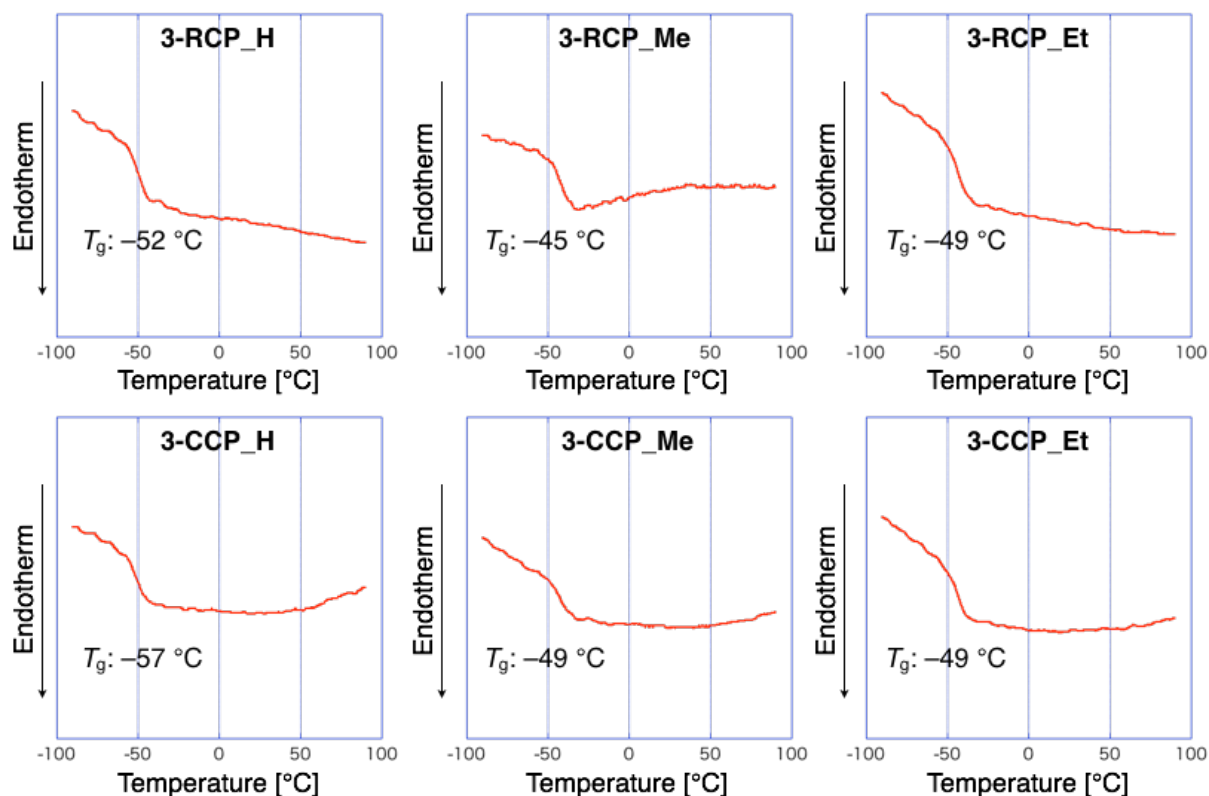 3-RCP_H
Endotherm
Tg: –52 °C
-100 -50 0 50 100
Temperature [°C]
3-RCP_Me
Endotherm
Tg: –45 °C
-100 -50 0 50 100
Temperature [°C]
3-RCP_Et
Endotherm
Tg: –49 °C
-100 -50 0 50 100
Temperature [°C]
3-CCP_H
Endotherm
Tg: –57 °C
-100 -50 0 50 100
Temperature [°C]
3-CCP_Me
Endotherm
Tg: –49 °C
-100 -50 0 50 100
Temperature [°C]
3-CCP_Et
Endotherm
Tg: –49 °C
-100 -50 0 50 100
Temperature [°C]